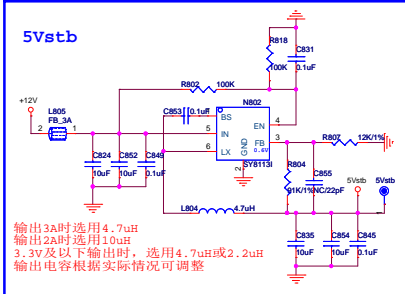 5Vstb
R818
100K
C831
0.1uF
R802
100K
+12V
L805
FB_3A
2
1
C853
0.1uF
N802
BS
EN
4
5
IN
6
LX
GND
2
FB
0.6V
3
SY8113I
R807
12K/1%
C824
10uF
C852
10uF
C849
0.1uF
R804
91K/1%
C855
NC/22pF
L804
4.7uH
5Vstb
5Vstb
C835
10uF
C854
10uF
C845
0.1uF
输出3A时选用4.7uH
输出2A时选用10uH
3.3V及以下输出时, 选用4.7uH或2.2uH
输出电容根据实际情况可调整